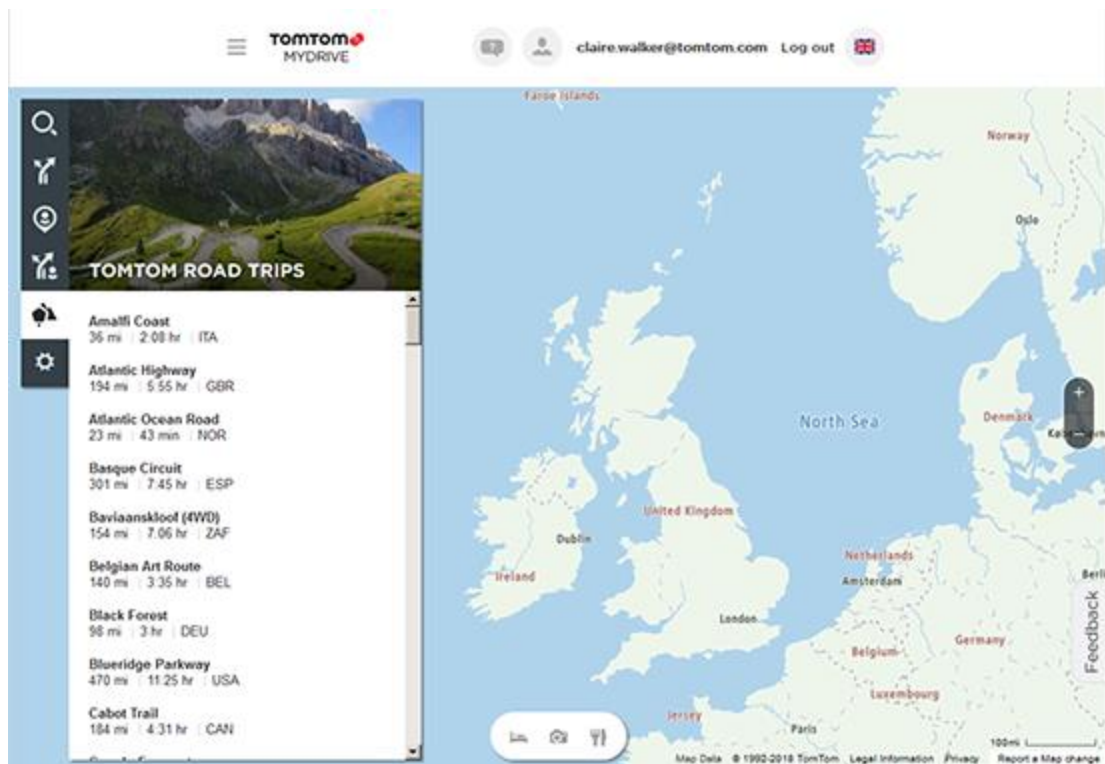 TOMTOM
MYDRIVE
claire.walker@tomtom.com Log out
TOMTOM ROAD TRIPS
Amalfi Coast
36 mi 2:08 hr ITA
Atlantic Highway
194 mi 5:55 hr GBR
Atlantic Ocean Road
23 mi 43 min NOR
Basque Circuit
301 mi 7:45 hr ESP
Baviaanskloof (4WD)
154 mi 7:06 hr ZAF
Belgian Art Route
140 mi 3:35 hr BEL
Black Forest
98 mi 3 hr DEU
Blueridge Parkway
470 mi 11:25 hr USA
Cabot Trail
184 mi 4:31 hr CAN
Faroe Islands
Norway
Oslo
North Sea
Denmark
United Kingdom
Dublin
Ireland
Netherlands
Amsterdam
London
Germany
Belgium
Luxembourg
Jersey
Paris
+
−
Feedback
100mi
Map Data © 1992-2018 TomTom Legal Information Privacy Report a Map change